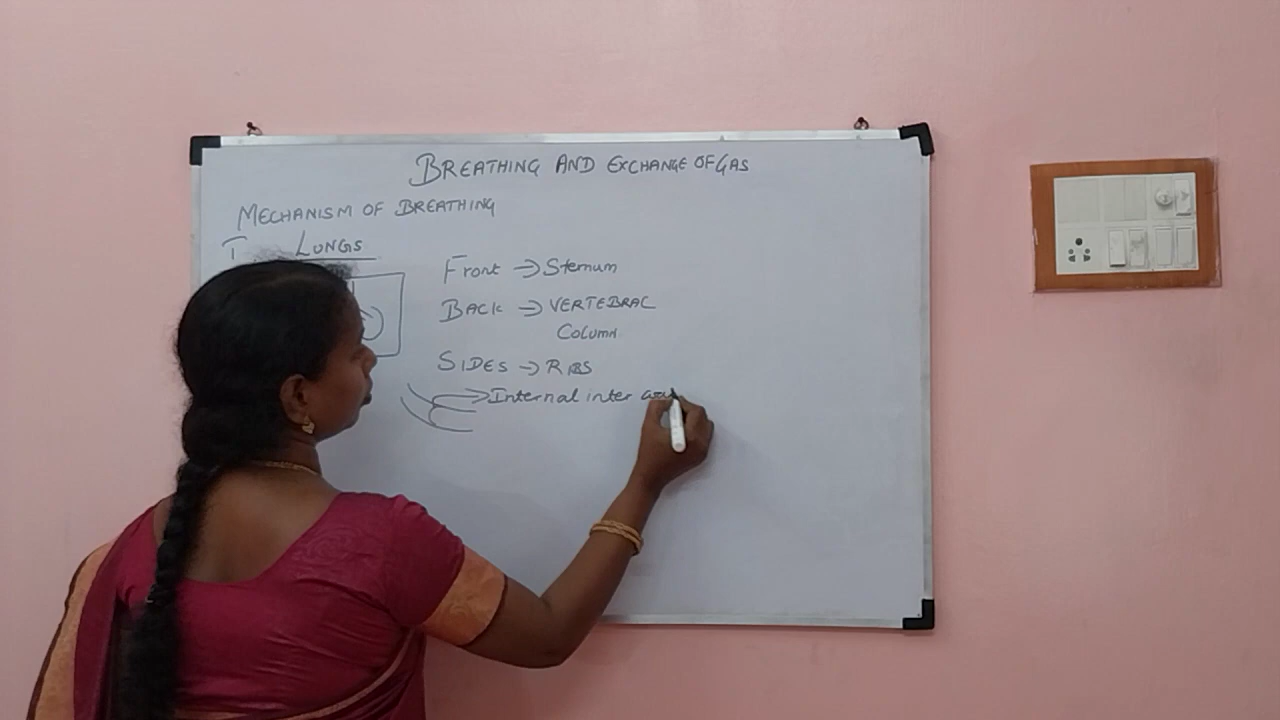 BREATHING AND EXCHANGE OF GAS
MECHANISM OF BREATHING
LUNGS
Front → Sternum
BACK → VERTEBRAL
COLUMN
SIDES → RIBS
→ Internal inter